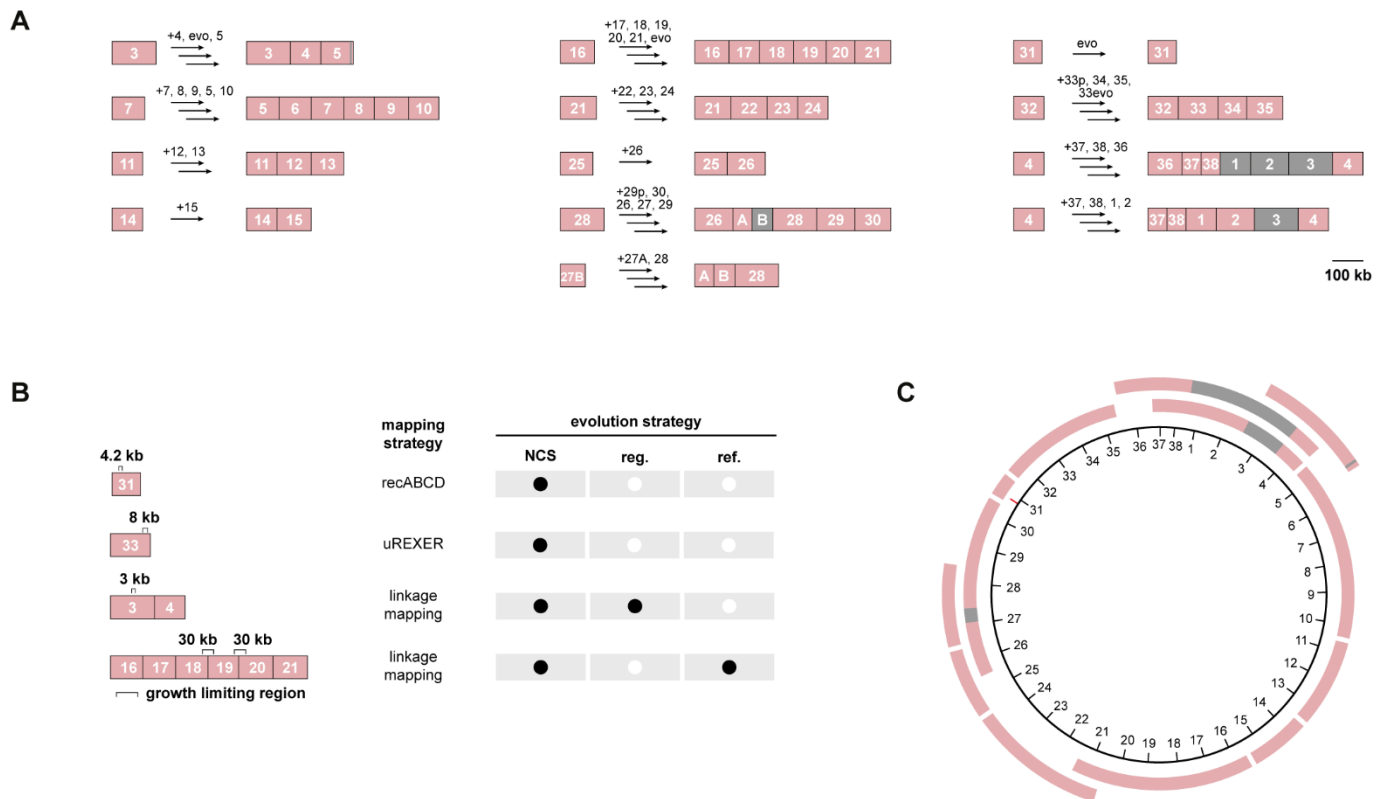 A
3
+4, evo, 5
3 4 5
7
+7, 8, 9, 5, 10
5 6 7 8 9 10
11
+12, 13
11 12 13
14
+15
14 15
16
+17, 18, 19,
20, 21, evo
16 17 18 19 20 21
21
+22, 23, 24
21 22 23 24
25
+26
25 26
28
+29p, 30,
26, 27, 29
26 A B 28 29 30
27B
+27A, 28
A B 28
31
evo
31
32
+33p, 34, 35,
33evo
32 33 34 35
4
+37, 38, 36
36 37 38 1 2 3 4
4
+37, 38, 1, 2
37 38 1 2 3 4
100 kb
B
mapping
strategy
evolution strategy
NCS reg. ref.
4.2 kb
31
recABCD
8 kb
33
uREXER
3 kb
3 4
linkage
mapping
30 kb 30 kb
16 17 18 19 20 21
linkage
mapping
growth limiting region
C
37 38 1 2 3 4 5 6 7 8 9 10 11 12 13 14 15 16 17 18 19 20 21 22 23 24 25 26 27 28 29 30 31 32 33 34 35 36